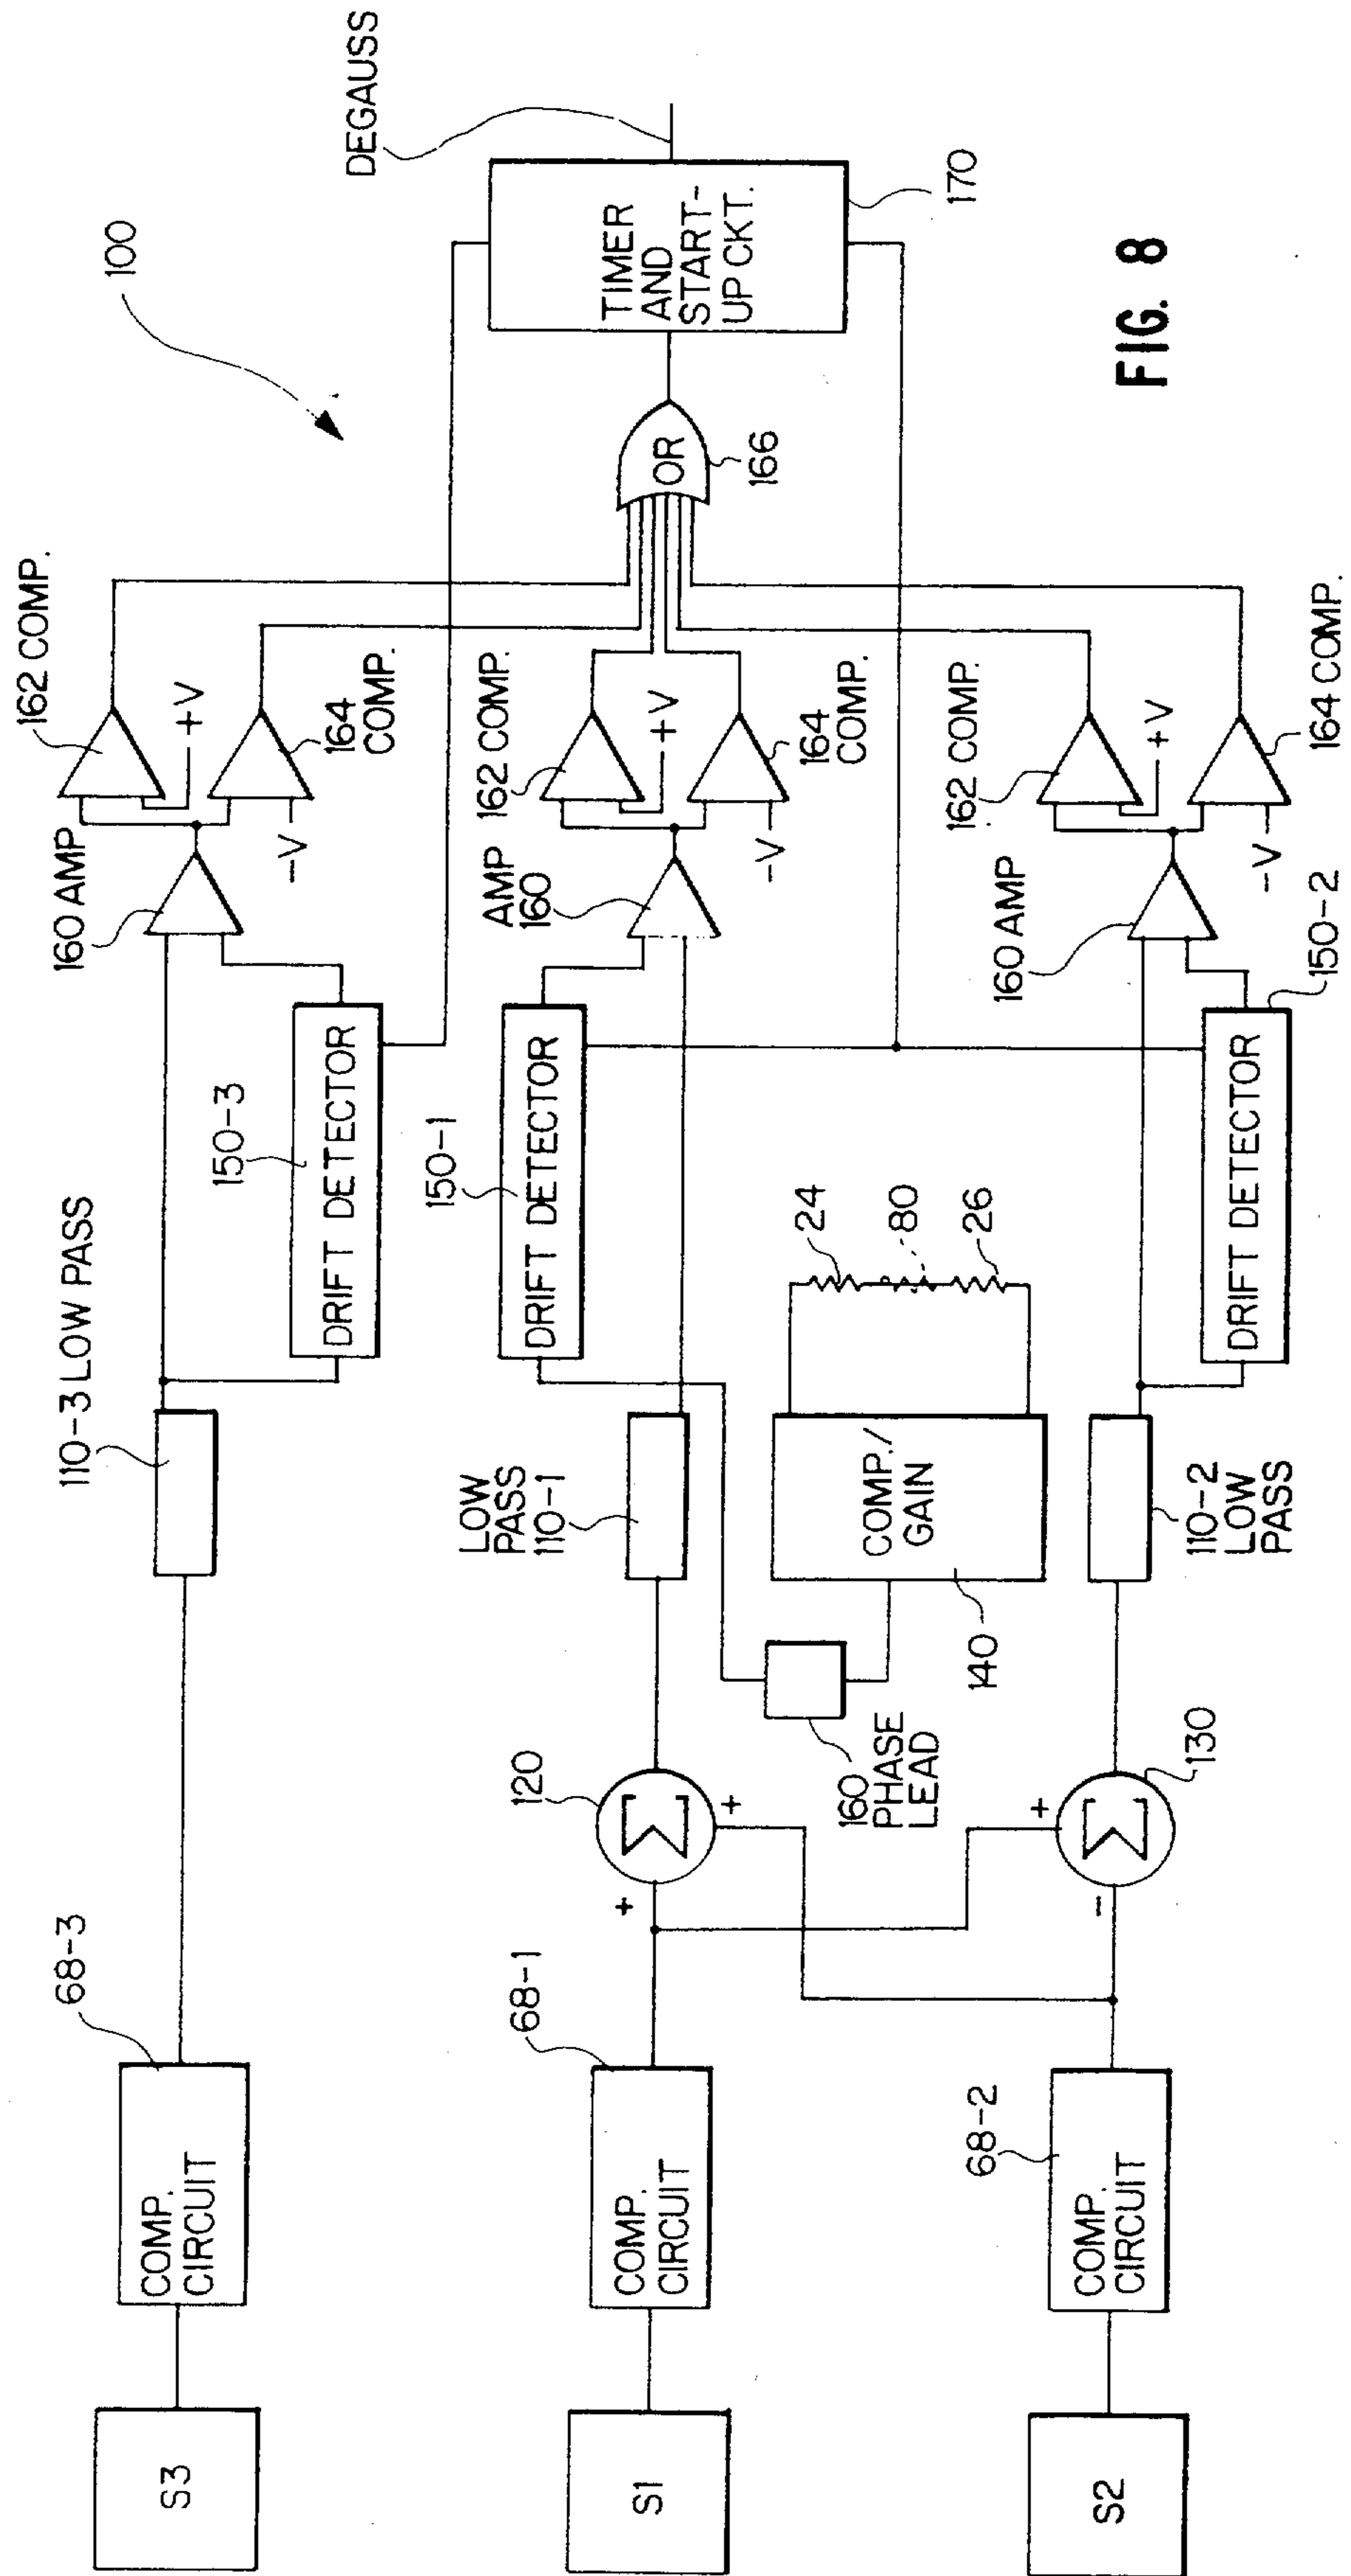 100
DEGAUSS
S3
COMP.
CIRCUIT
68-3
110-3 LOW PASS
DRIFT DETECTOR
150-3
160 AMP
162 COMP.
+V
-V
164
COMP.
S1
COMP.
CIRCUIT
68-1
+
+
120
LOW
PASS
110-1
DRIFT DETECTOR
150-1
AMP
160
162 COMP.
+V
-V
164
COMP.
OR
166
TIMER
AND
START-
UP CKT.
170
160
PHASE
LEAD
COMP./
GAIN
140
24
80
26
S2
COMP.
CIRCUIT
68-2
-
+
130
110-2
LOW
PASS
DRIFT DETECTOR
150-2
160 AMP
162 COMP.
+V
-V
164 COMP.
FIG. 8